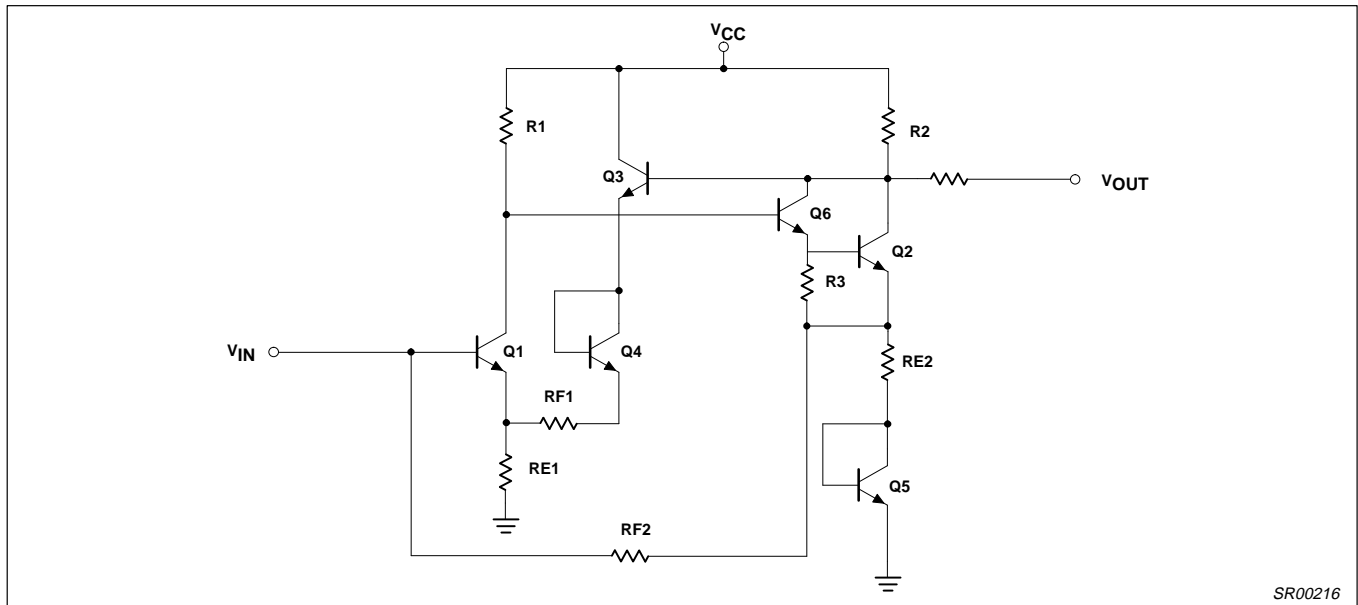 VCC
R1
R2
Q3
VOUT
Q6
Q2
R3
VIN
Q1
Q4
RE2
RF1
RE1
Q5
RF2
SR00216